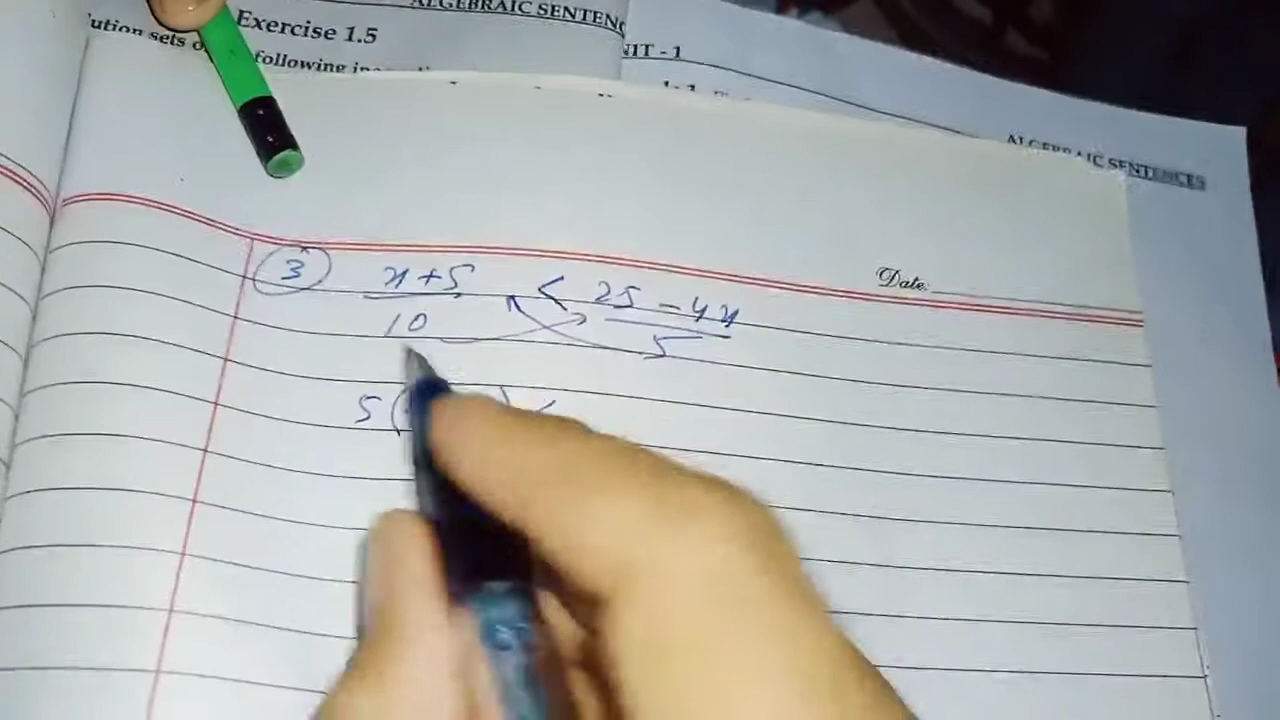 ALGEBRAIC SENTENC
Exercise 1.5
ution sets o
following in
NIT - 1
ALGEBRAIC SENTENCES
Date:
3 x+5 < 25-4x
10 5
5( ) <